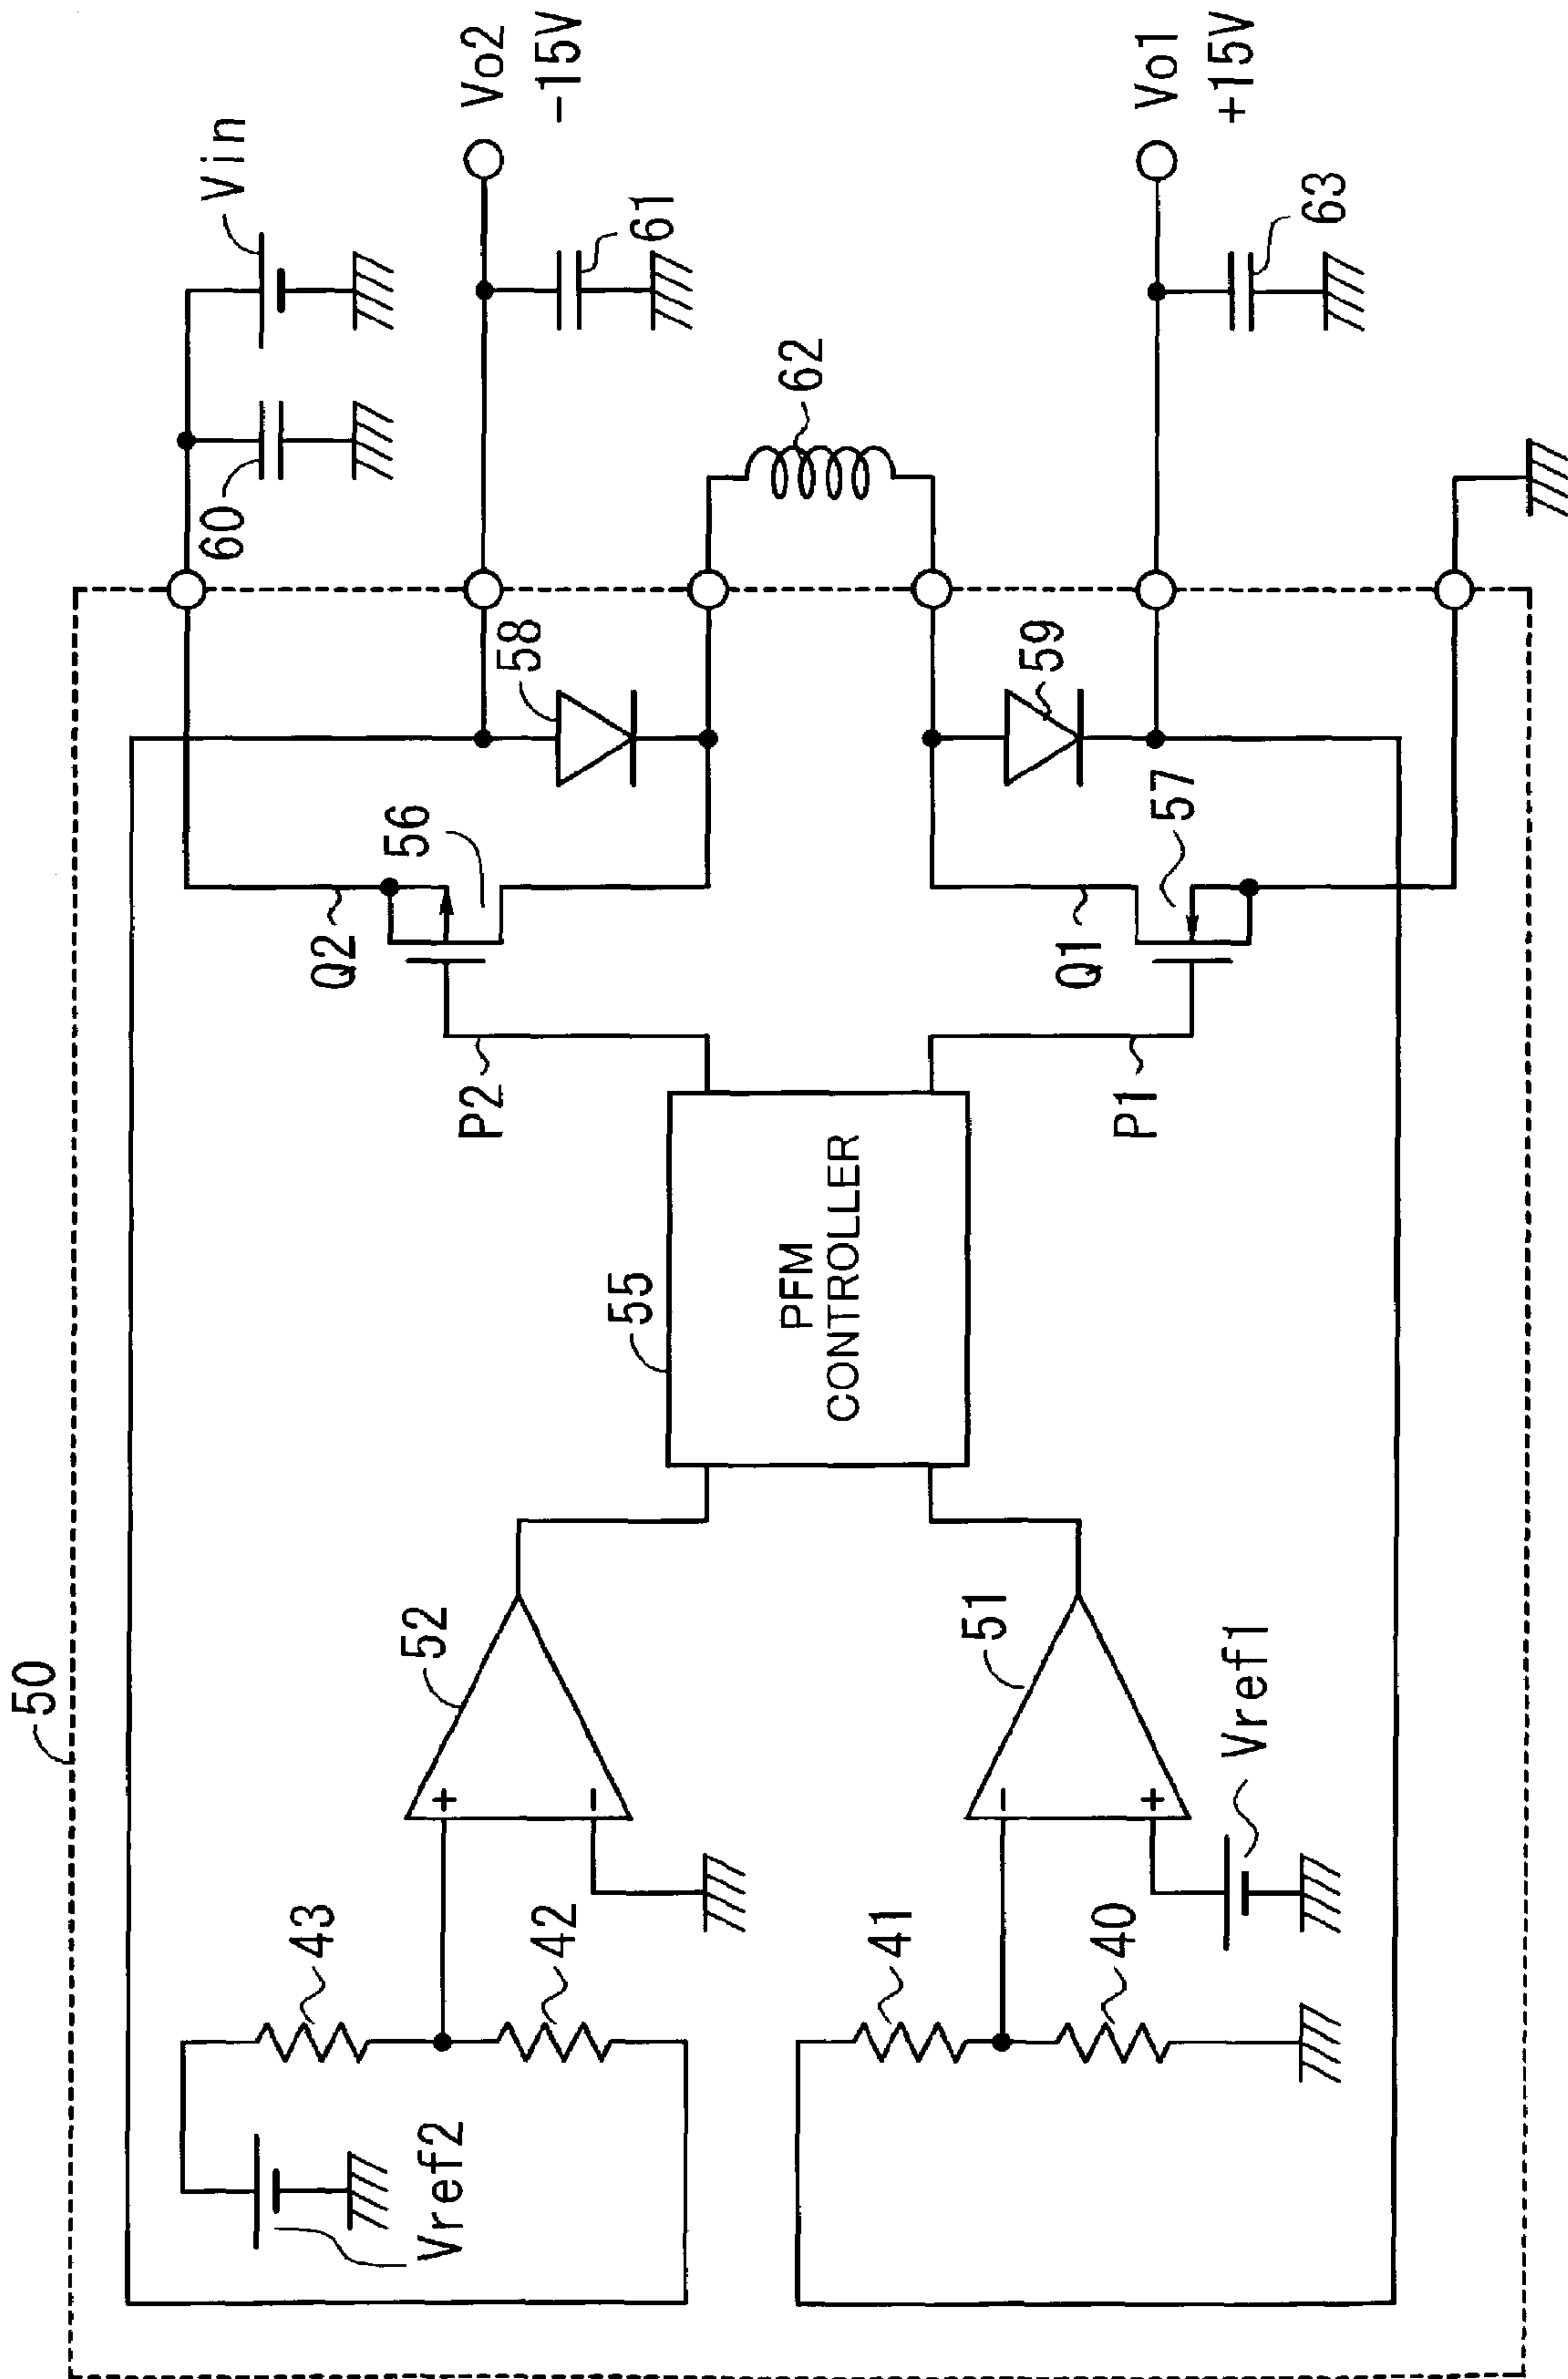 50
Vref2
43
42
41
40
Vref1
52
+
-
51
-
+
55
PFM
CONTROLLER
P2
P1
Q2
56
Q1
57
58
59
60
Vin
61
62
63
Vo2
-15V
Vo1
+15V